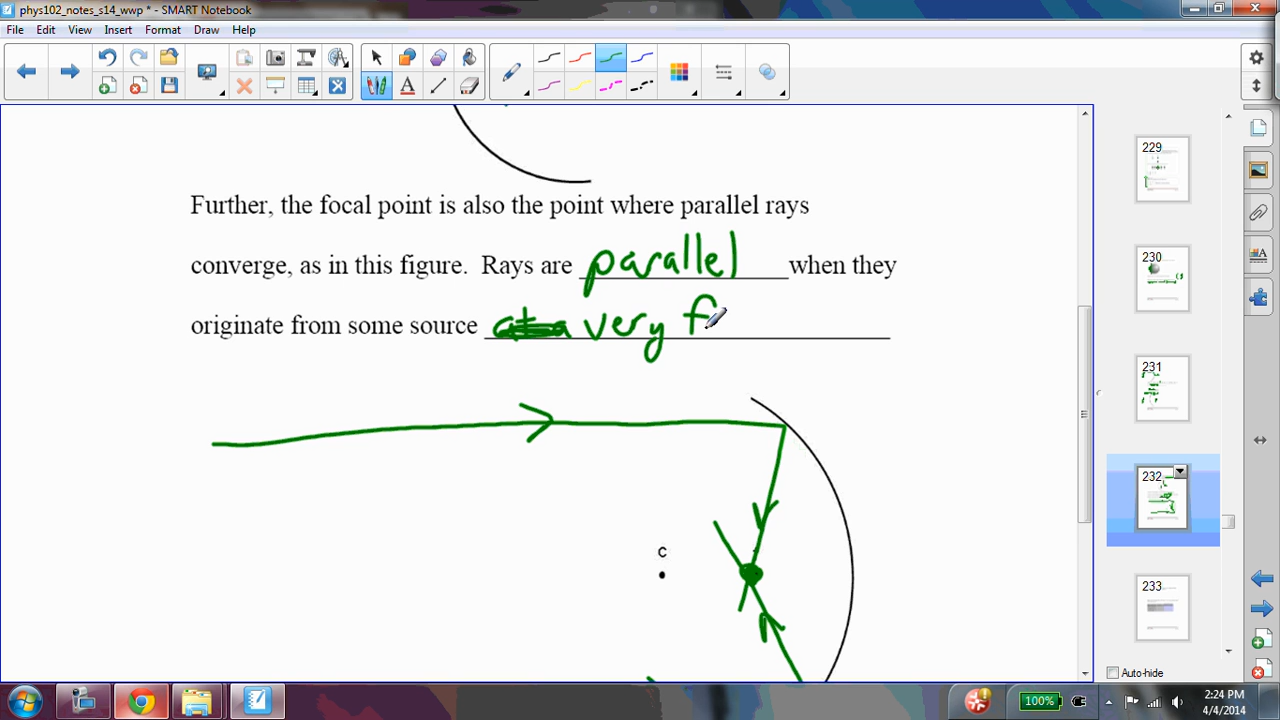 phys102_notes_s14_wwp * - SMART Notebook
File Edit View Insert Format Draw Help
Further, the focal point is also the point where parallel rays
converge, as in this figure. Rays are parallel when they
originate from some source very f
c
229
230
231
232
233
Auto-hide
100%
2:24 PM
4/4/2014